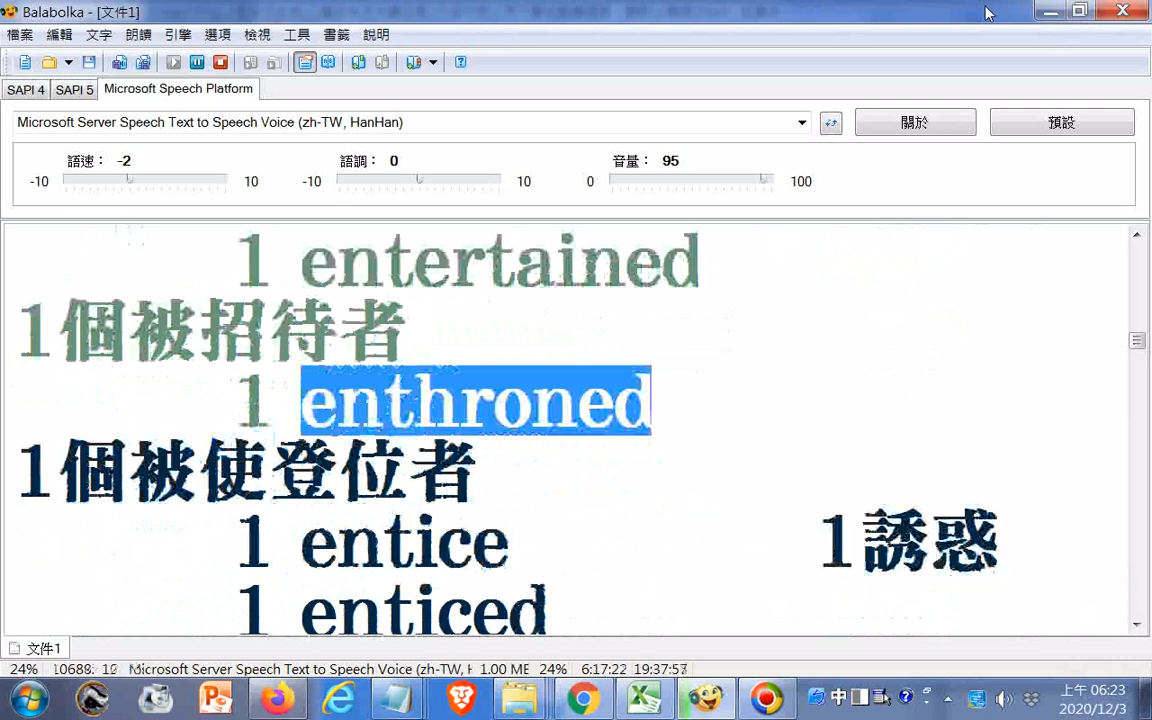 Balabolka - [文件1]
檔案 編輯 文字 朗讀 引擎 選項 檢視 工具 書籤 說明
SAPI 4 SAPI 5 Microsoft Speech Platform
Microsoft Server Speech Text to Speech Voice (zh-TW, HanHan) 關於 預設
語速： -2 語調： 0 音量： 95
-10 10 -10 10 0 100
1 entertained
1個被招待者
1 enthroned
1個被使登位者
1 entice 1誘惑
1 enticed
文件1
24% Microsoft Server Speech Text to Speech Voice (zh-TW, 1.00 ME 24% 6:17:22 19:37:57
中 上午 06:23
2020/12/3